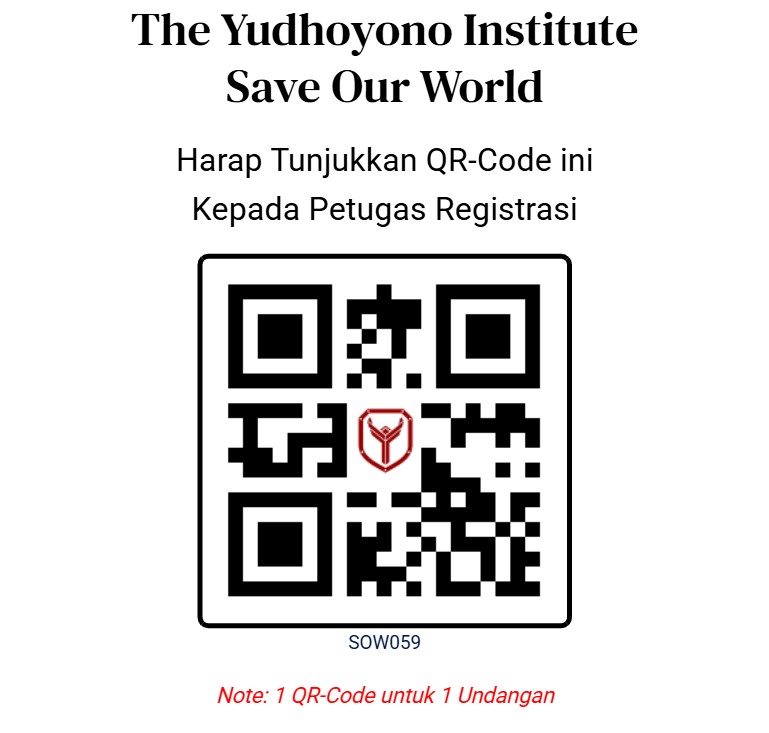 The Yudhoyono Institute
Save Our World
Harap Tunjukkan QR-Code ini
Kepada Petugas Registrasi
SOW059
Note: 1 QR-Code untuk 1 Undangan